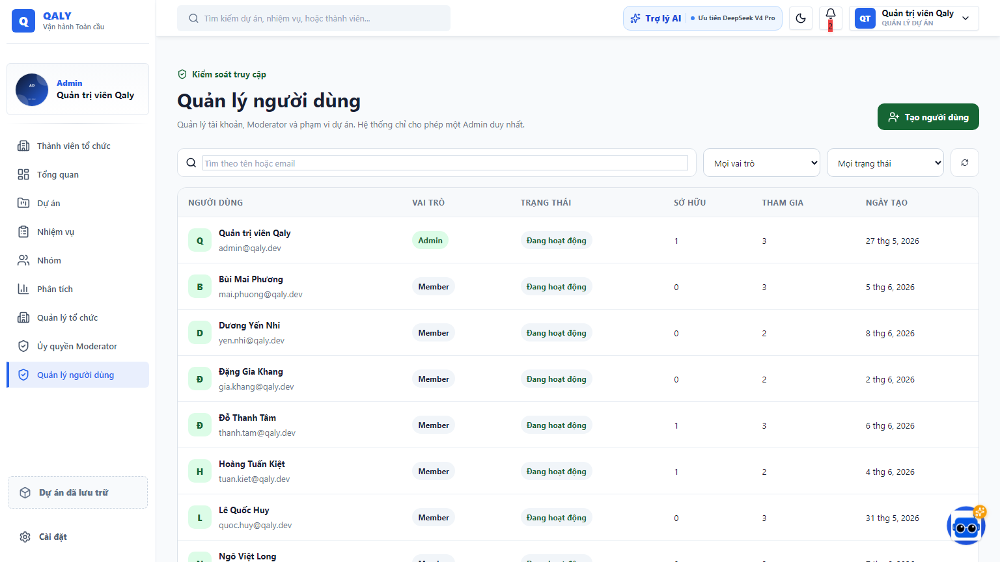 Q
QALY
Vận hành Toàn cầu
Tìm kiếm dự án, nhiệm vụ, hoặc thành viên...
Trợ lý AI
Ưu tiên DeepSeek V4 Pro
2
QT
Quản trị viên Qaly
QUẢN LÝ DỰ ÁN
AD
Admin
Quản trị viên Qaly
Thành viên tổ chức
Tổng quan
Dự án
Nhiệm vụ
Nhóm
Phân tích
Quản lý tổ chức
Ủy quyền Moderator
Quản lý người dùng
Dự án đã lưu trữ
Cài đặt
Kiểm soát truy cập
Quản lý người dùng
Quản lý tài khoản, Moderator và phạm vi dự án. Hệ thống chỉ cho phép một Admin duy nhất.
Tạo người dùng
Tìm theo tên hoặc email
Mọi vai trò
Mọi trạng thái
NGƯỜI DÙNG VAI TRÒ TRẠNG THÁI SỞ HỮU THAM GIA NGÀY TẠO
Q Quản trị viên Qaly
admin@qaly.dev
Admin Đang hoạt động 1 3 27 thg 5, 2026
B Bùi Mai Phương
mai.phuong@qaly.dev
Member Đang hoạt động 0 3 5 thg 6, 2026
D Dương Yến Nhi
yen.nhi@qaly.dev
Member Đang hoạt động 0 2 8 thg 6, 2026
Đ Đặng Gia Khang
gia.khang@qaly.dev
Member Đang hoạt động 0 2 2 thg 6, 2026
Đ Đỗ Thanh Tâm
thanh.tam@qaly.dev
Member Đang hoạt động 1 3 6 thg 6, 2026
H Hoàng Tuấn Kiệt
tuan.kiet@qaly.dev
Member Đang hoạt động 1 2 4 thg 6, 2026
L Lê Quốc Huy
quoc.huy@qaly.dev
Member Đang hoạt động 0 3 31 thg 5, 2026
Ngô Việt Long